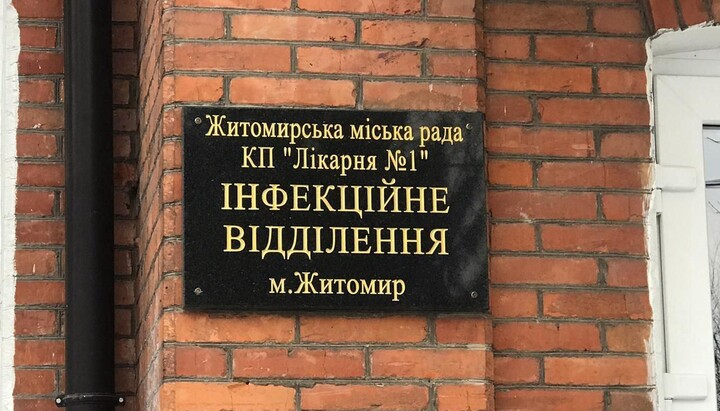 Житомирська міська рада
КП "Лікарня №1"
ІНФЕКЦІЙНЕ
ВІДДІЛЕННЯ
м.Житомир